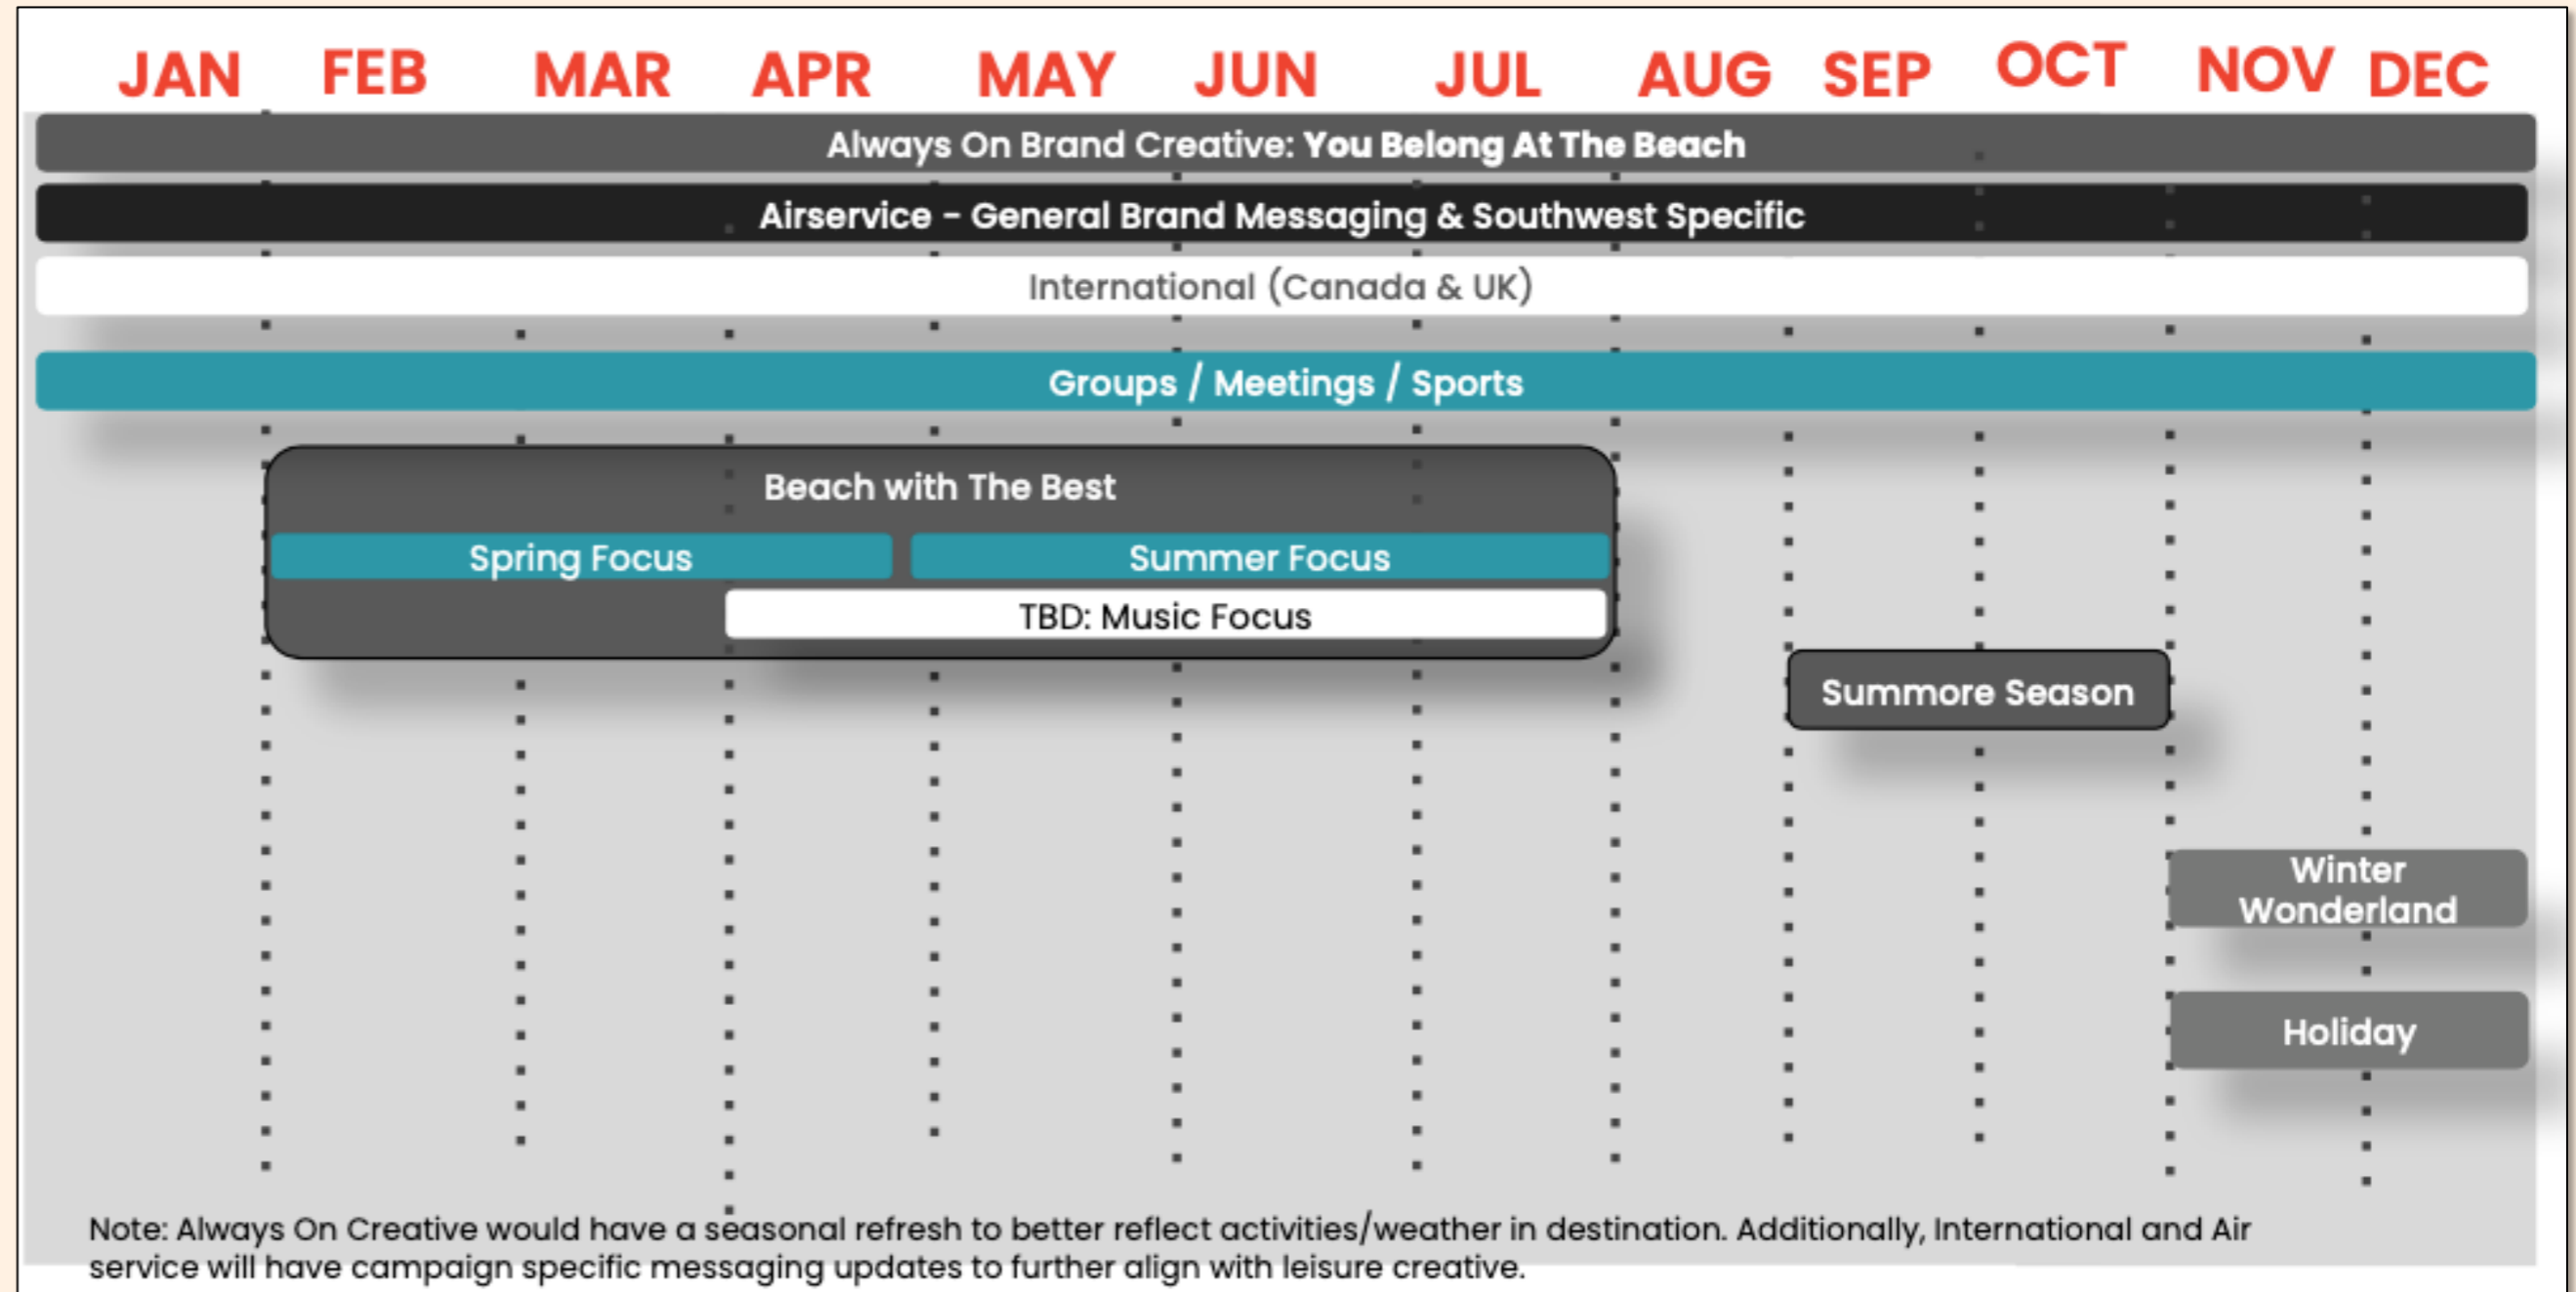 JAN FEB MAR APR MAY JUN JUL AUG SEP OCT NOV DEC
Always On Brand Creative: You Belong At The Beach
Airservice - General Brand Messaging & Southwest Specific
International (Canada & UK)
Groups / Meetings / Sports
Beach with The Best
Spring Focus
Summer Focus
TBD: Music Focus
Summore Season
Winter
Wonderland
Holiday
Note: Always On Creative would have a seasonal refresh to better reflect activities/weather in destination. Additionally, International and Air
service will have campaign specific messaging updates to further align with leisure creative.